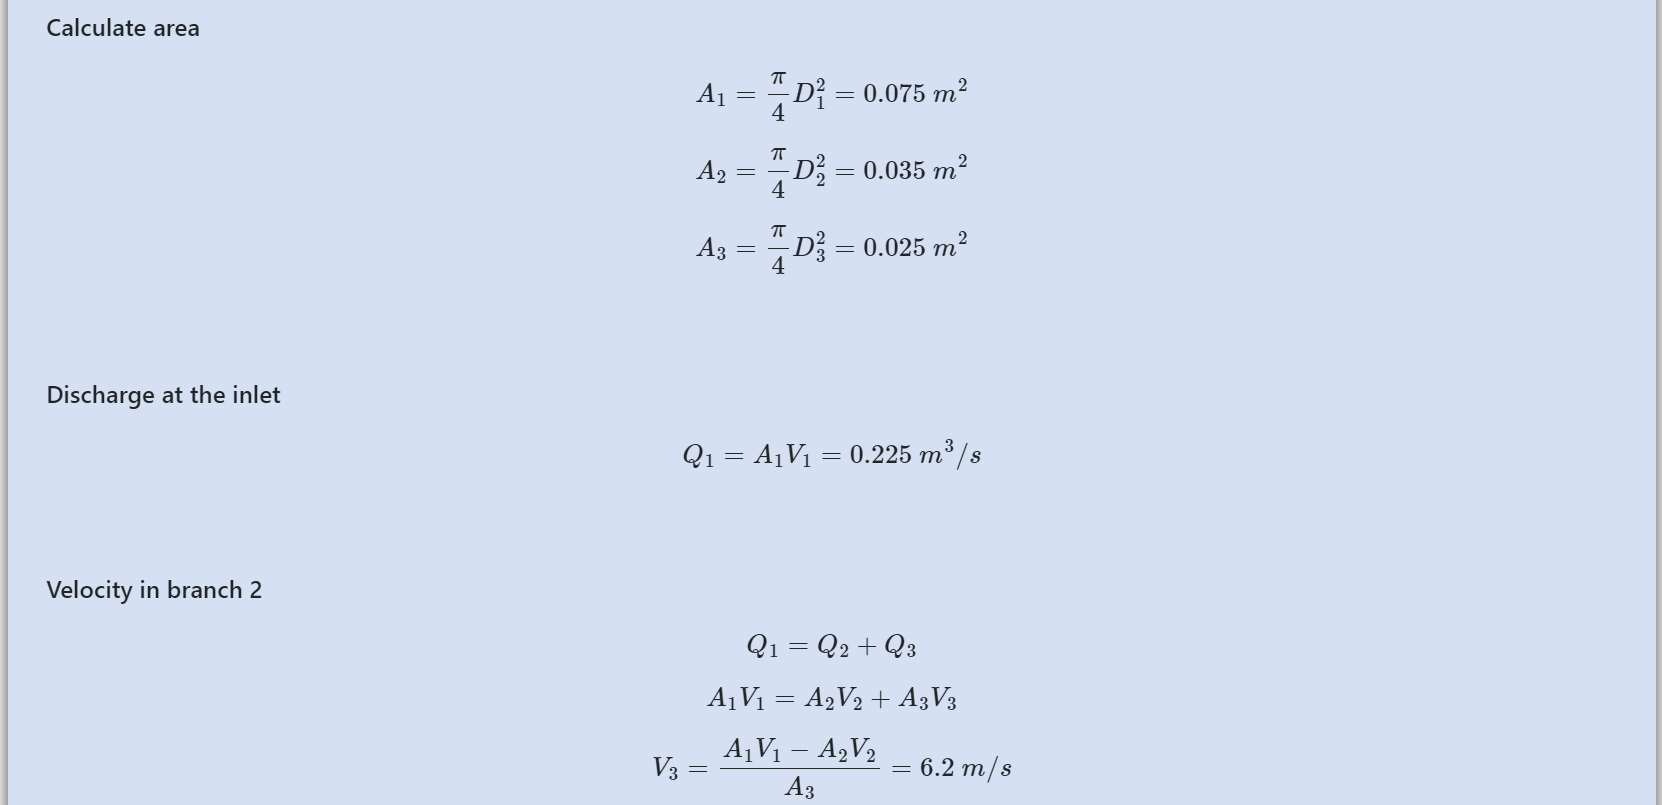 Calculate area
A₁ = π/4 D₁² = 0.075 m²
A₂ = π/4 D₂² = 0.035 m²
A₃ = π/4 D₃² = 0.025 m²
Discharge at the inlet
Q₁ = A₁V₁ = 0.225 m³/s
Velocity in branch 2
Q₁ = Q₂ + Q₃
A₁V₁ = A₂V₂ + A₃V₃
V₃ = (A₁V₁ − A₂V₂)/A₃ = 6.2 m/s